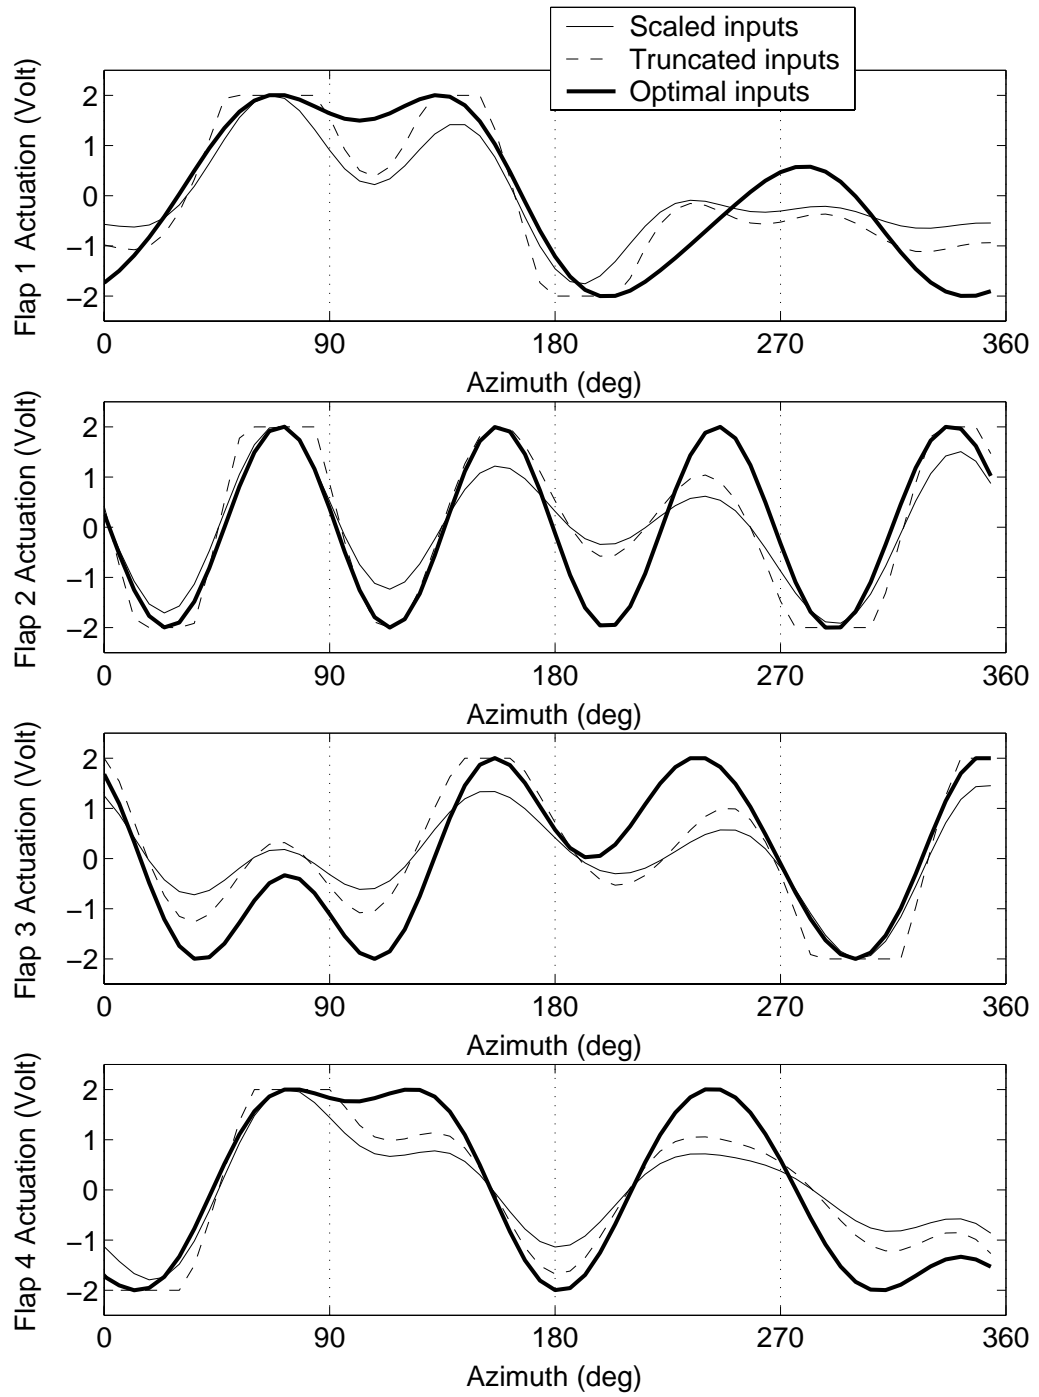 Scaled inputs
Truncated inputs
Optimal inputs
Flap 1 Actuation (Volt)
2
1
0
−1
−2
0 90 180 270 360
Azimuth (deg)
Flap 2 Actuation (Volt)
2
1
0
−1
−2
0 90 180 270 360
Azimuth (deg)
Flap 3 Actuation (Volt)
2
1
0
−1
−2
0 90 180 270 360
Azimuth (deg)
Flap 4 Actuation (Volt)
2
1
0
−1
−2
0 90 180 270 360
Azimuth (deg)